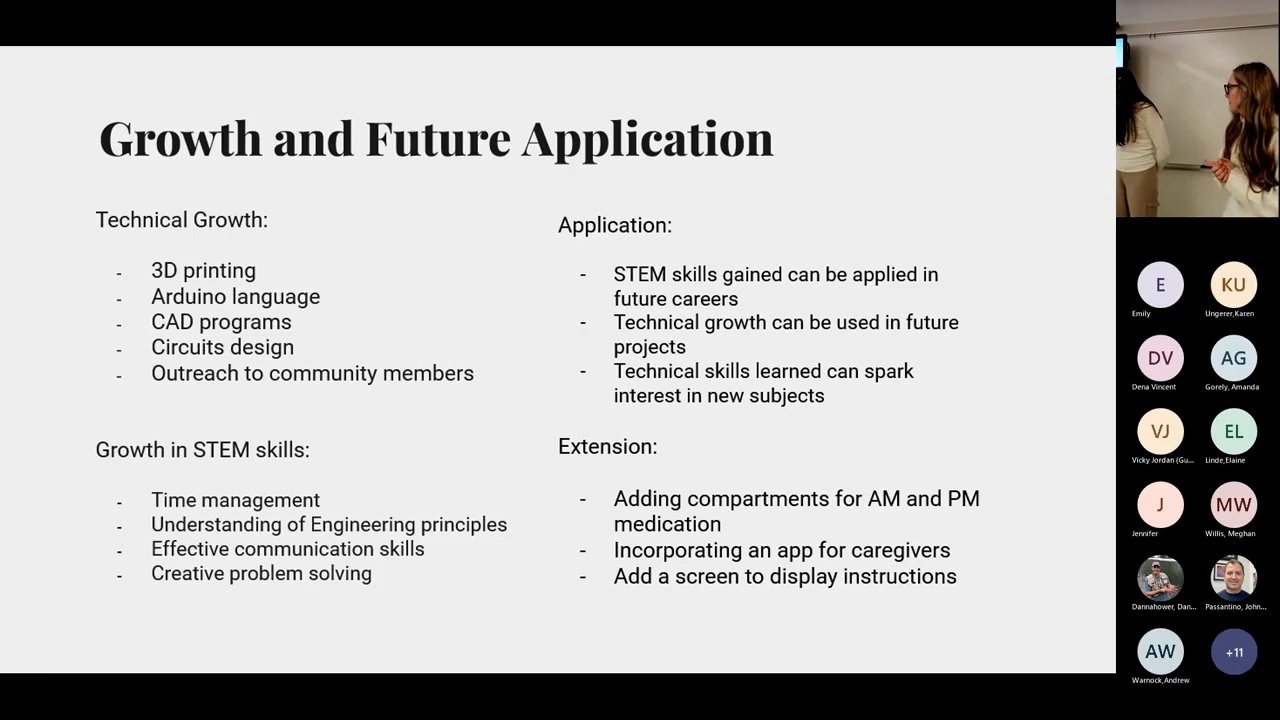 Growth and Future Application
Technical Growth:
- 3D printing
- Arduino language
- CAD programs
- Circuits design
- Outreach to community members
Growth in STEM skills:
- Time management
- Understanding of Engineering principles
- Effective communication skills
- Creative problem solving
Application:
- STEM skills gained can be applied in
future careers
- Technical growth can be used in future
projects
- Technical skills learned can spark
interest in new subjects
Extension:
- Adding compartments for AM and PM
medication
- Incorporating an app for caregivers
- Add a screen to display instructions
E
Emily
KU
Ungerer,Karen
DV
Dena Vincent
AG
Gorely, Amanda
VJ
Vicky Jordan (Gu...
EL
Linde,Elaine
J
Jennifer
MW
Willis, Meghan
Dannahower, Dan...
Passantino, John...
AW
Warnock,Andrew
+11